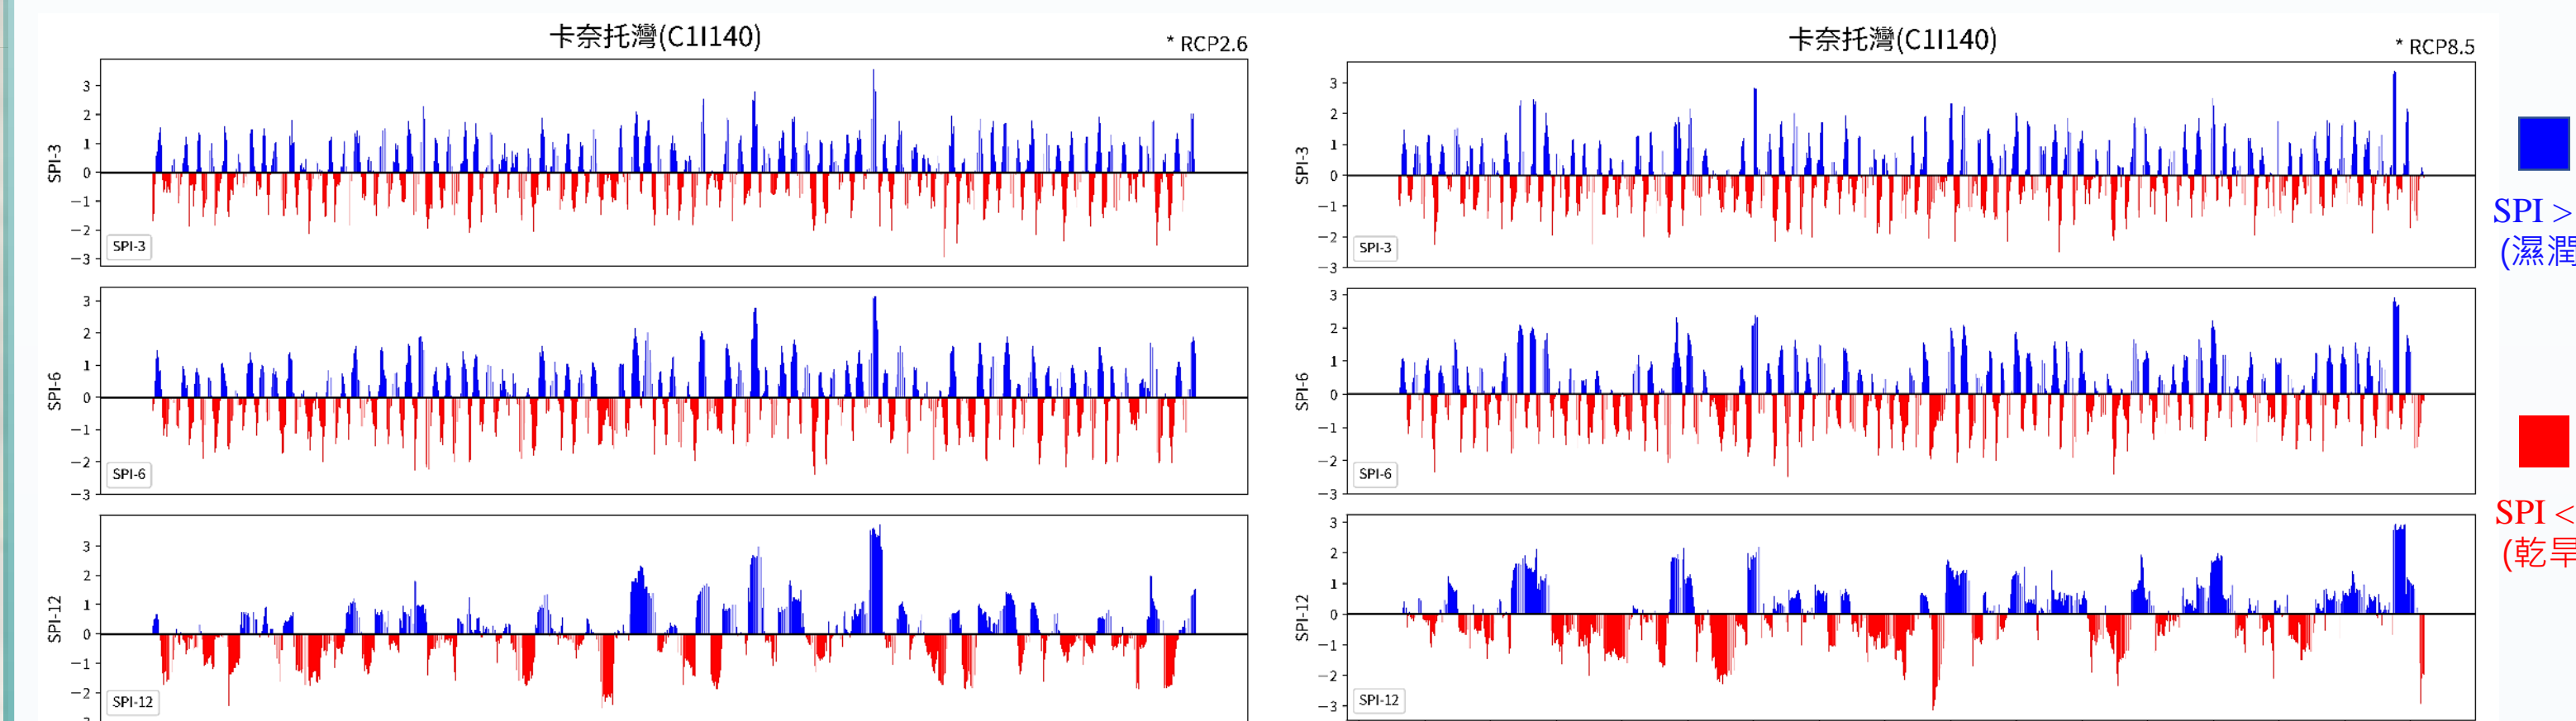 卡奈托灣(C1I140)
* RCP2.6
3
2
1
0
−1
−2
−3
SPI-3
SPI-3
3
2
1
0
−1
−2
−3
SPI-6
SPI-6
3
2
1
0
−1
−2
SPI-12
SPI-12
卡奈托灣(C1I140)
* RCP8.5
3
2
1
0
−1
−2
−3
SPI-3
SPI-3
3
2
1
0
−1
−2
−3
SPI-6
SPI-6
3
2
1
0
−1
−2
−3
SPI-12
SPI-12
SPI >
(濕潤
SPI <
(乾旱